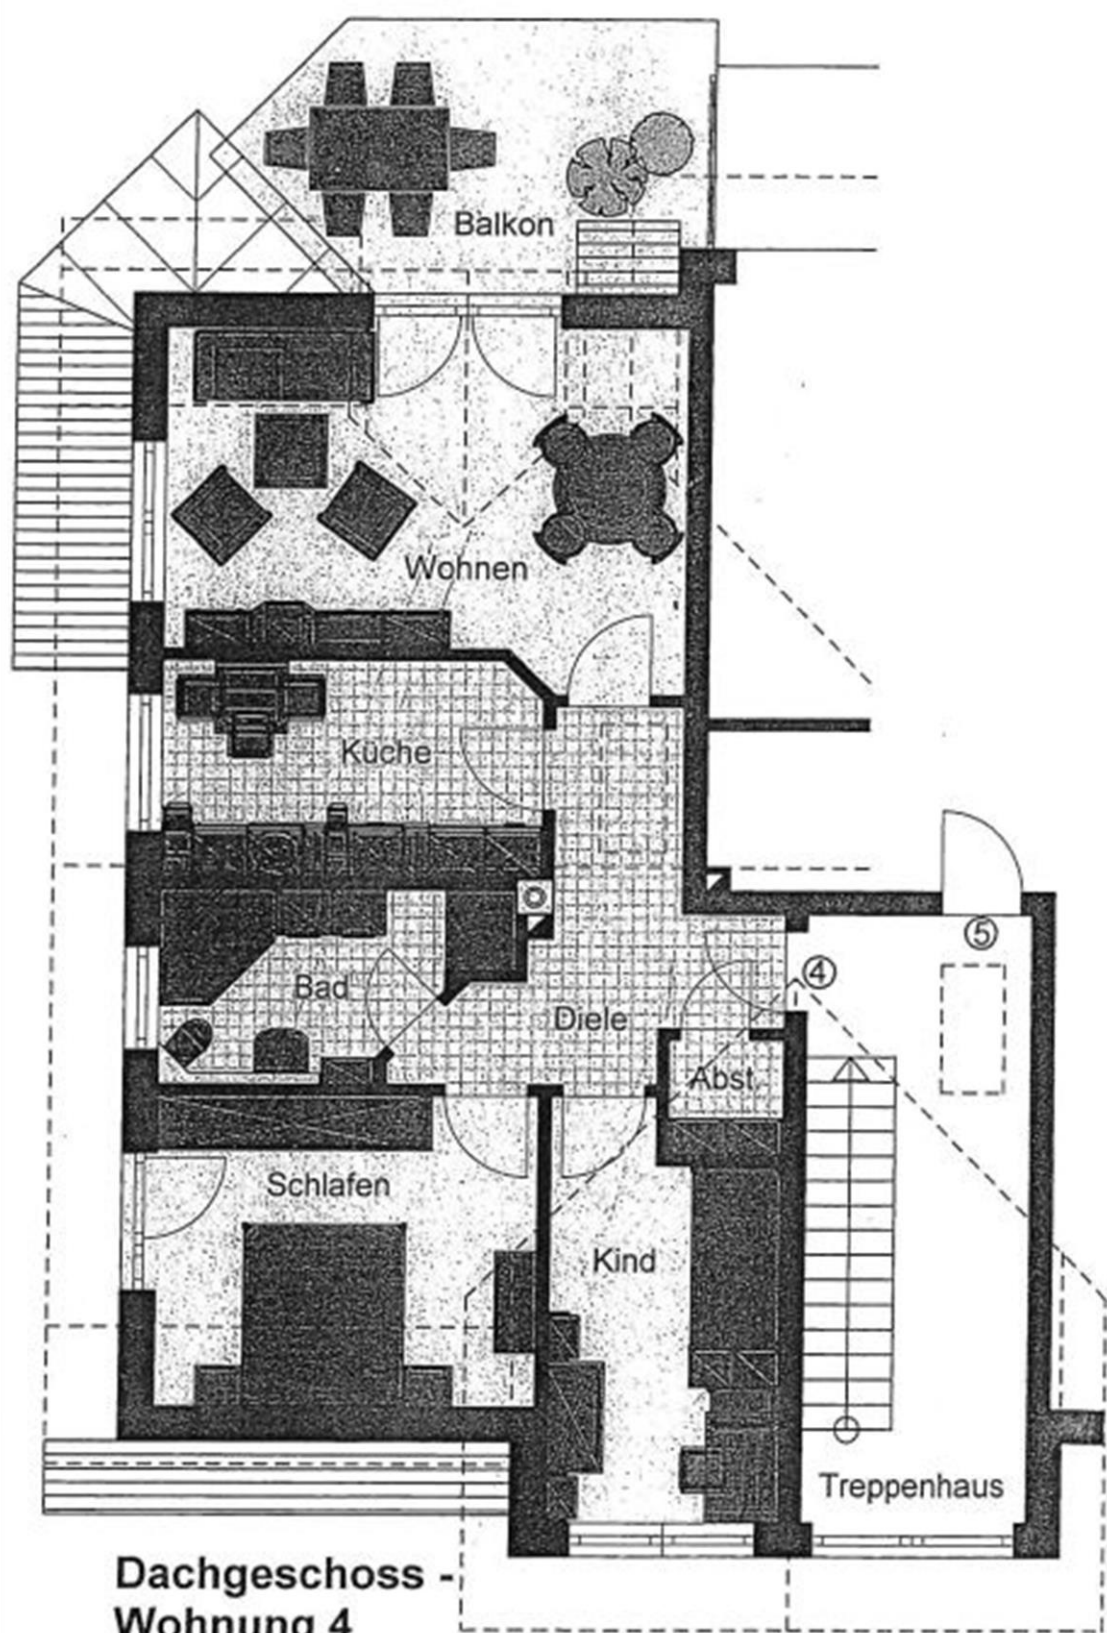 Balkon
Wohnen
Küche
Bad
Diele
④
⑤
Abst.
Schlafen
Kind
Treppenhaus
Dachgeschoss -
Wohnung 4